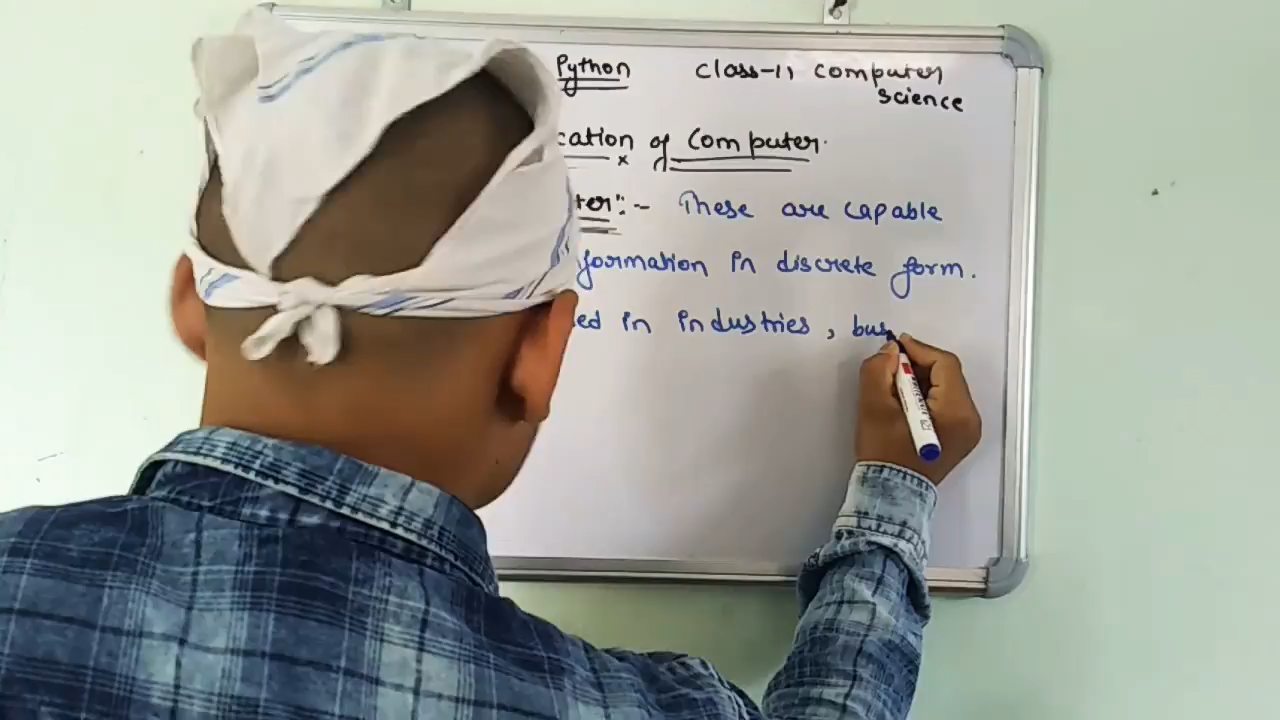 Python class-11 computer
science
cation of computer.
ter":- These are capable
formation in discrete form.
ed in industries, bus